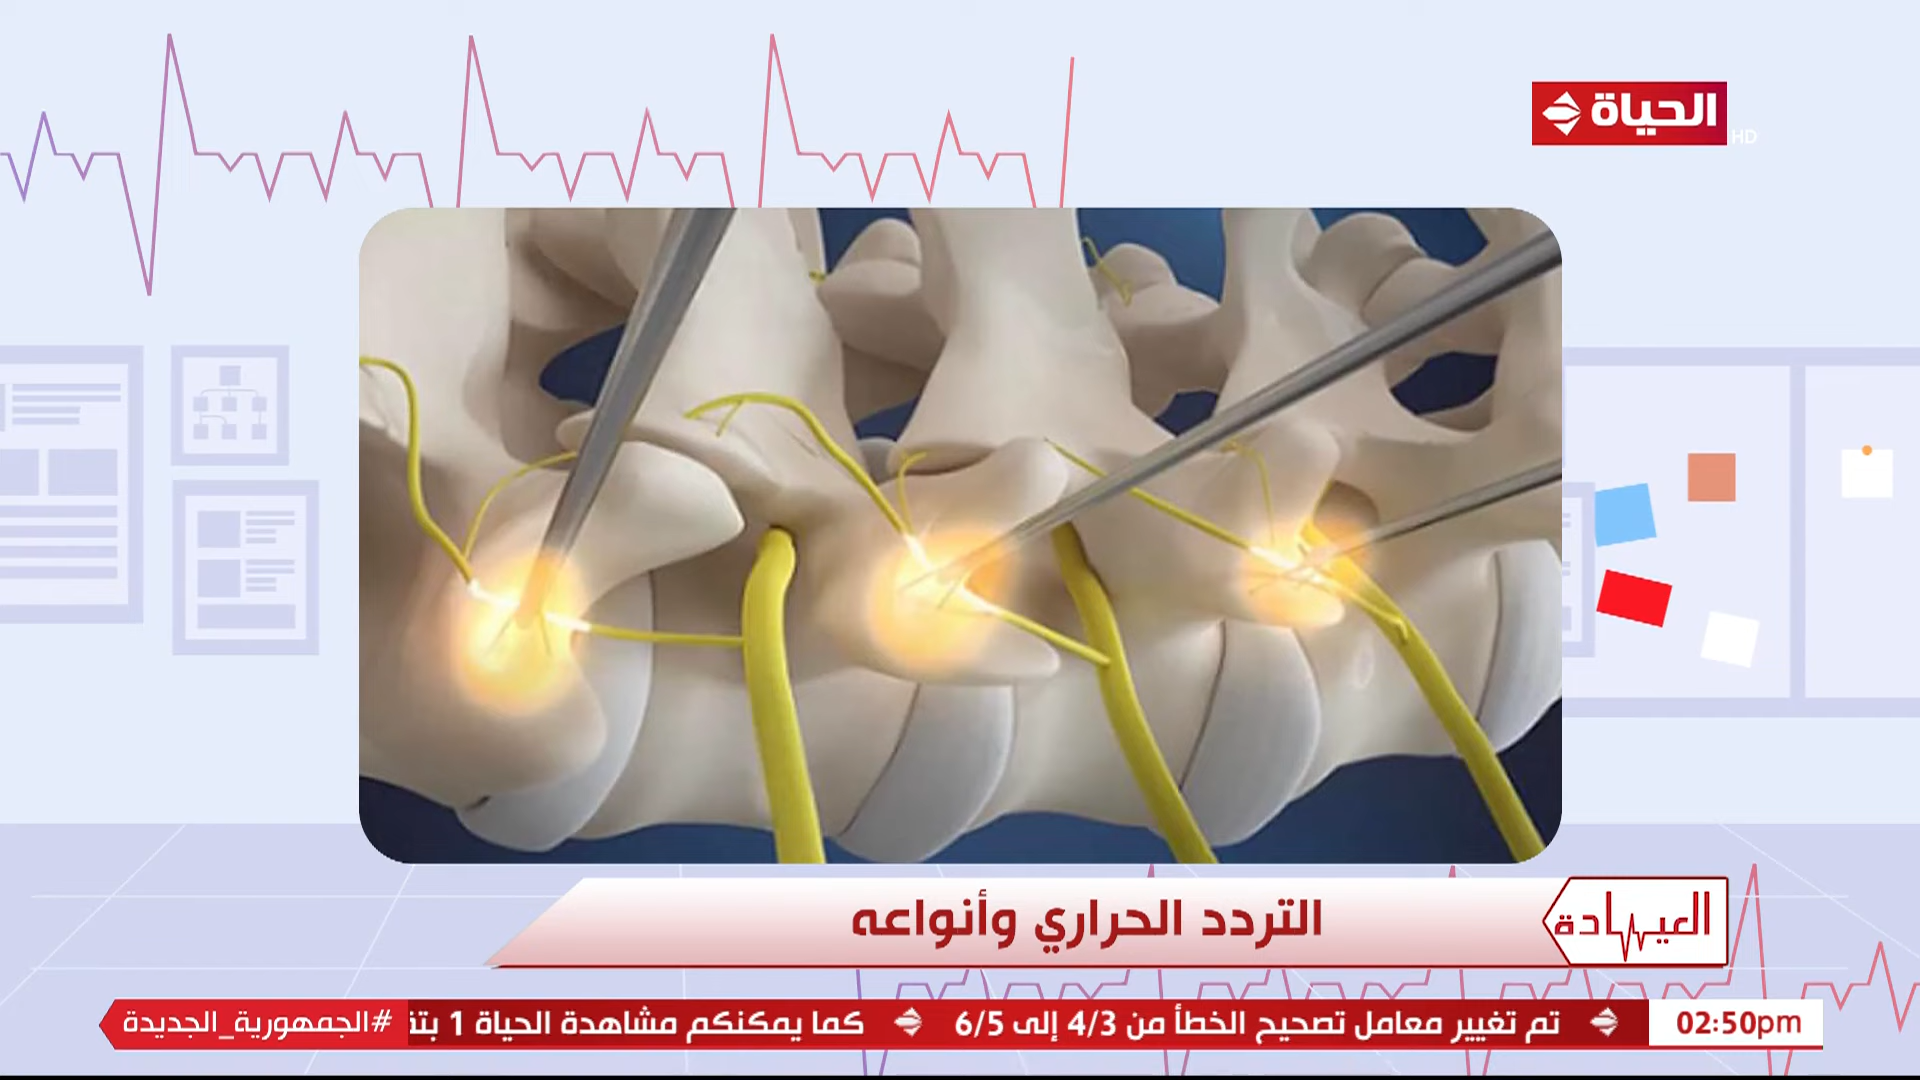 الحياة
HD
العيادة
التردد الحراري وأنواعه
02:50pm
تم تغيير معامل تصحيح الخطأ من 4/3 إلى 6/5
كما يمكنكم مشاهدة الحياة 1
#الجمهورية_الجديدة